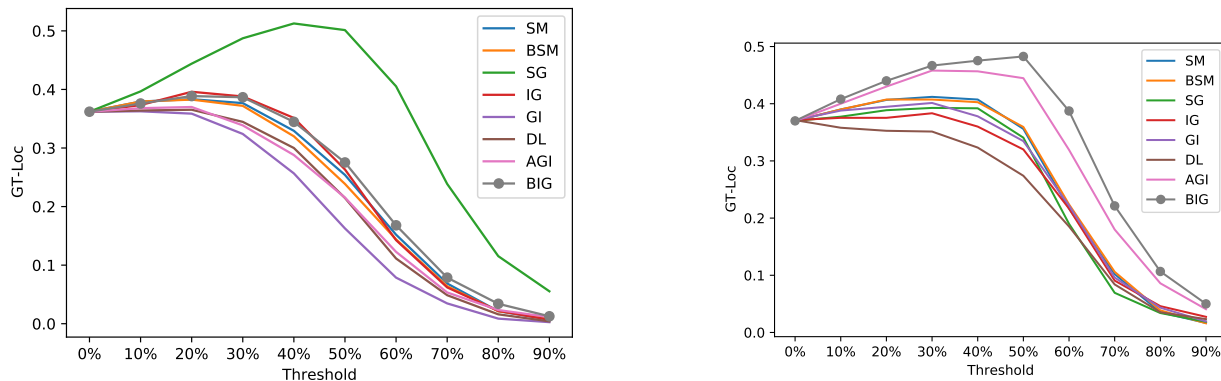 0.5
0.4
0.3
0.2
0.1
0.0
GT-Loc
0% 10% 20% 30% 40% 50% 60% 70% 80% 90%
Threshold
SM
BSM
SG
IG
GI
DL
AGI
BIG
0.5
0.4
0.3
0.2
0.1
0.0
GT-Loc
0% 10% 20% 30% 40% 50% 60% 70% 80% 90%
Threshold
SM
BSM
SG
IG
GI
DL
AGI
BIG